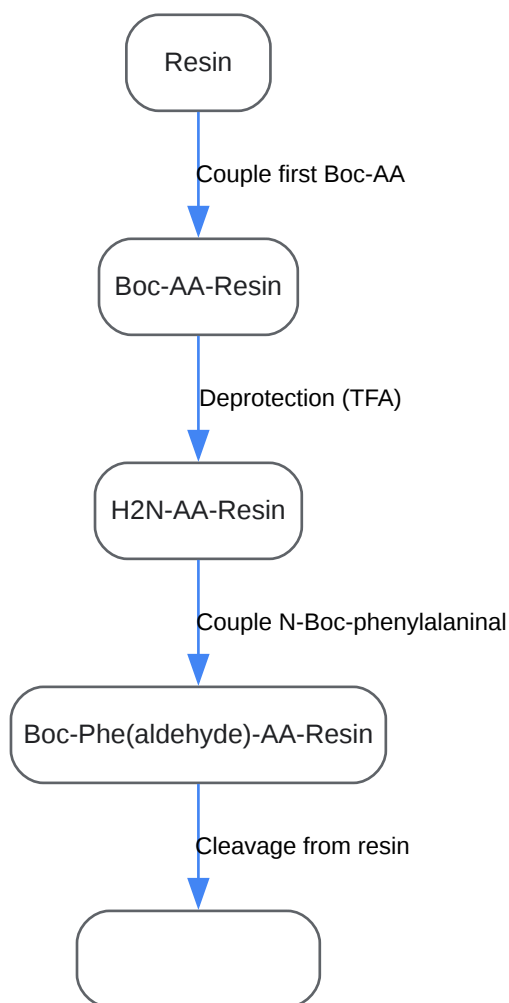 Resin
Couple first Boc-AA
Boc-AA-Resin
Deprotection (TFA)
H2N-AA-Resin
Couple N-Boc-phenylalaninal
Boc-Phe(aldehyde)-AA-Resin
Cleavage from resin